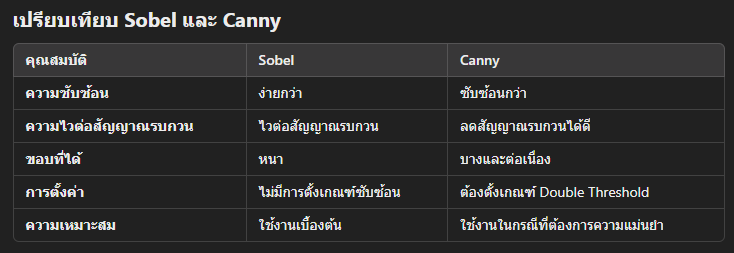 เปรียบเทียบ Sobel และ Canny
คุณสมบัติ Sobel Canny
ความซับซ้อน ง่ายกว่า ซับซ้อนกว่า
ความไวต่อสัญญาณรบกวน ไวต่อสัญญาณรบกวน ลดสัญญาณรบกวนได้ดี
ขอบที่ได้ หนา บางและต่อเนื่อง
การตั้งค่า ไม่มีการตั้งเกณฑ์ซับซ้อน ต้องตั้งเกณฑ์ Double Threshold
ความเหมาะสม ใช้งานเบื้องต้น ใช้งานในกรณีที่ต้องการความแม่นยำ